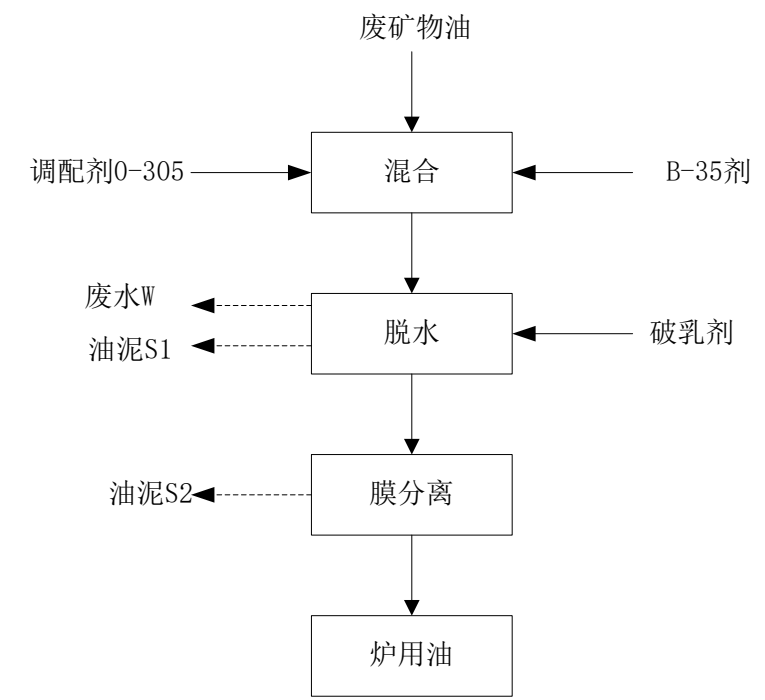 废矿物油
调配剂0-305
混合
B-35剂
废水W
油泥S1
脱水
破乳剂
油泥S2
膜分离
炉用油